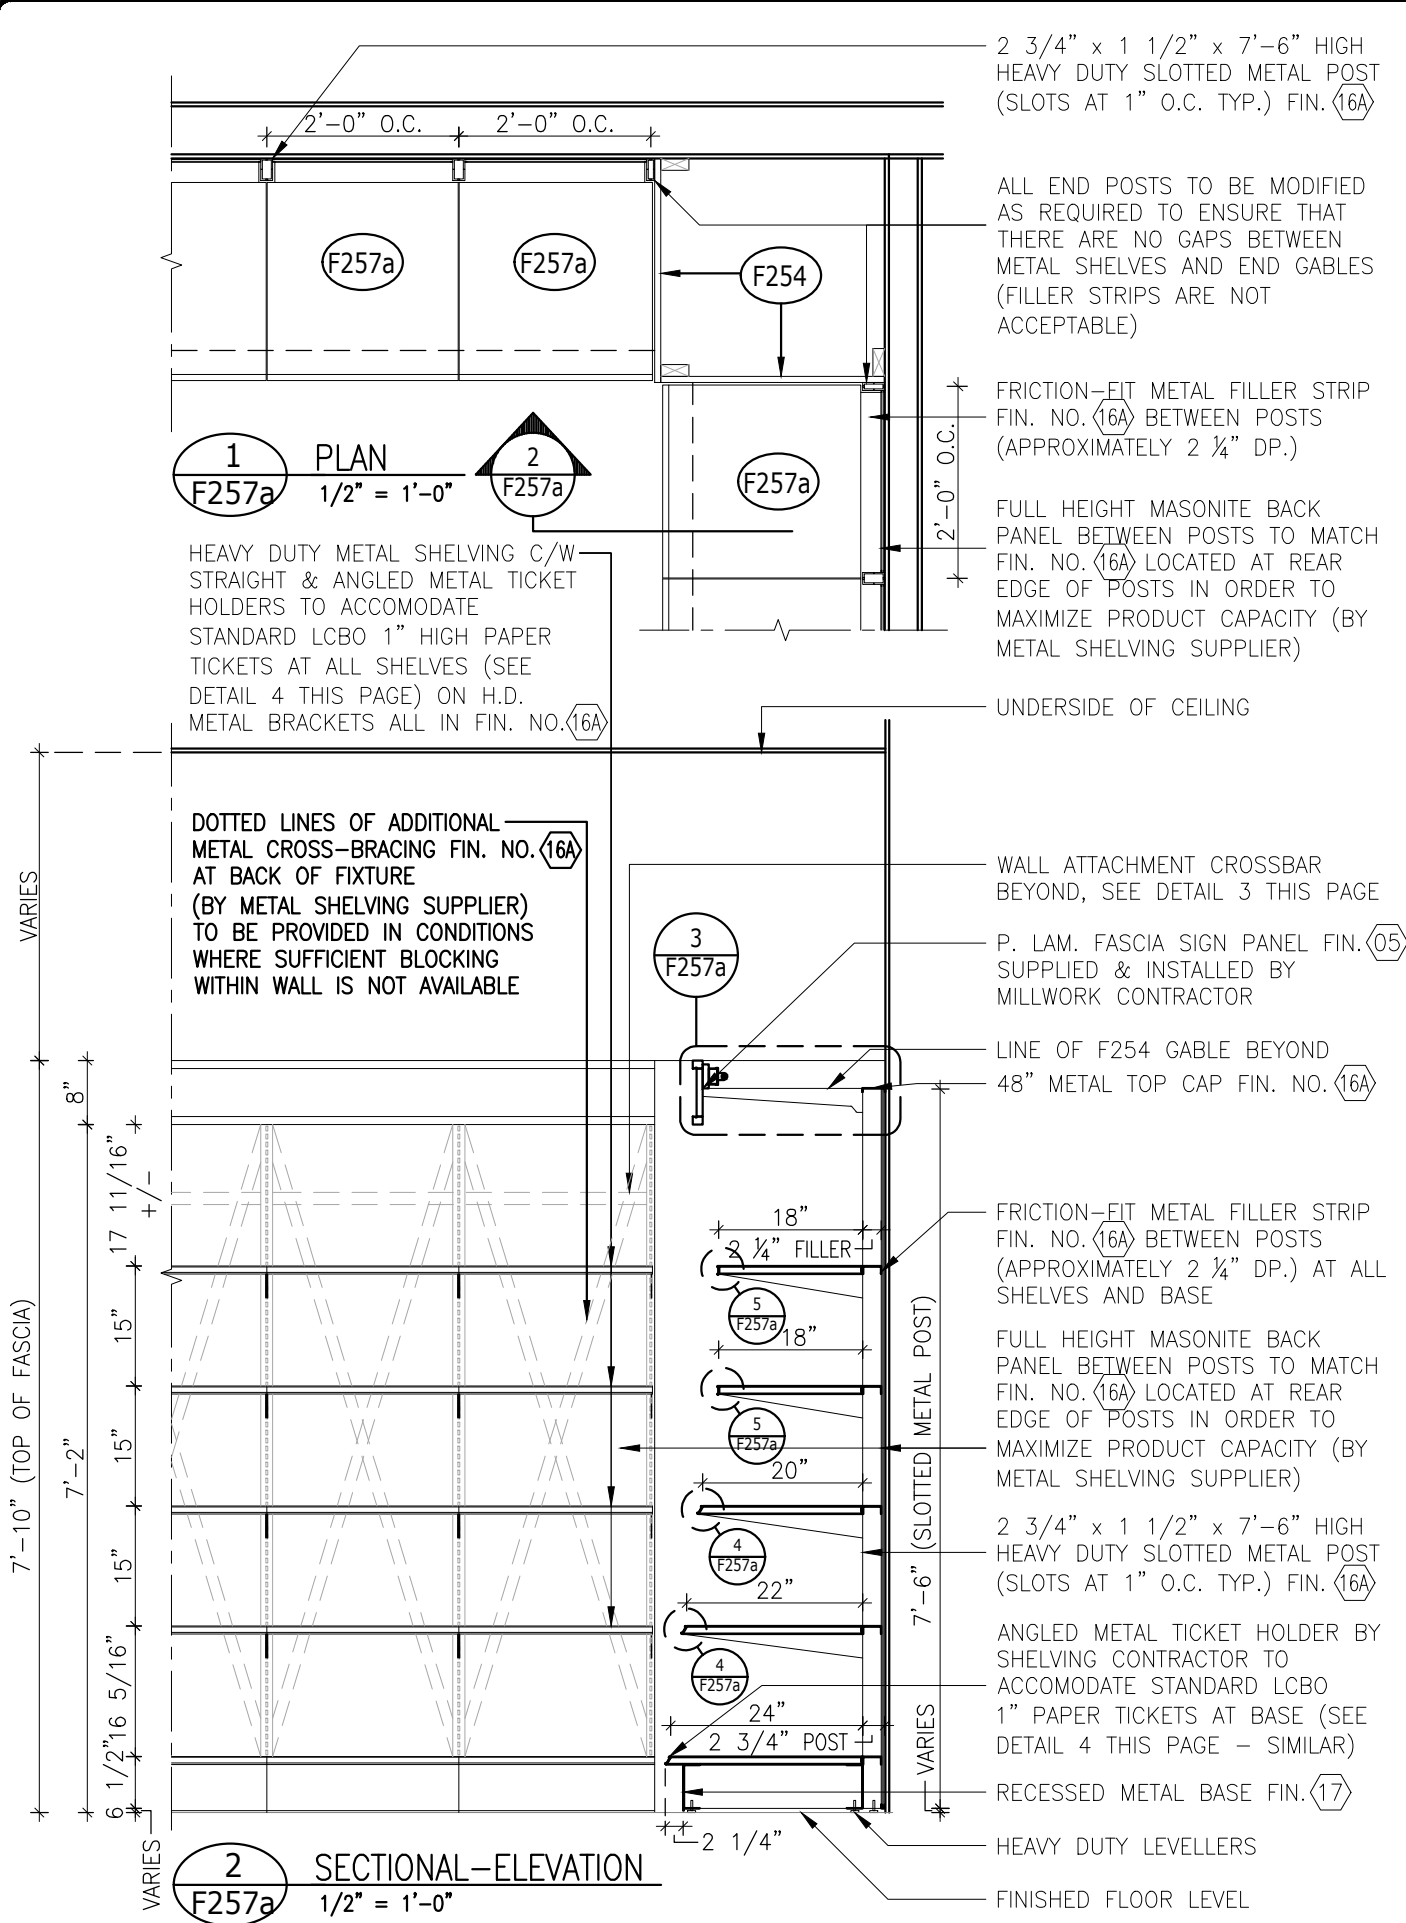 2 3/4" x 1 1/2" x 7'-6" HIGH
HEAVY DUTY SLOTTED METAL POST
(SLOTS AT 1" O.C. TYP.) FIN. 16A
2'-0" O.C.
2'-0" O.C.
ALL END POSTS TO BE MODIFIED
AS REQUIRED TO ENSURE THAT
THERE ARE NO GAPS BETWEEN
METAL SHELVES AND END GABLES
(FILLER STRIPS ARE NOT
ACCEPTABLE)
F257a
F257a
F254
FRICTION-FIT METAL FILLER STRIP
FIN. NO. 16A BETWEEN POSTS
(APPROXIMATELY 2 ¼" DP.)
1
F257a
PLAN
1/2" = 1'-0"
2
F257a
F257a
2'-0" O.C.
FULL HEIGHT MASONITE BACK
PANEL BETWEEN POSTS TO MATCH
FIN. NO. 16A LOCATED AT REAR
EDGE OF POSTS IN ORDER TO
MAXIMIZE PRODUCT CAPACITY (BY
METAL SHELVING SUPPLIER)
HEAVY DUTY METAL SHELVING C/W
STRAIGHT & ANGLED METAL TICKET
HOLDERS TO ACCOMODATE
STANDARD LCBO 1" HIGH PAPER
TICKETS AT ALL SHELVES (SEE
DETAIL 4 THIS PAGE) ON H.D.
METAL BRACKETS ALL IN FIN. NO. 16A
UNDERSIDE OF CEILING
DOTTED LINES OF ADDITIONAL
METAL CROSS-BRACING FIN. NO. 16A
AT BACK OF FIXTURE
(BY METAL SHELVING SUPPLIER)
TO BE PROVIDED IN CONDITIONS
WHERE SUFFICIENT BLOCKING
WITHIN WALL IS NOT AVAILABLE
VARIES
WALL ATTACHMENT CROSSBAR
BEYOND, SEE DETAIL 3 THIS PAGE
3
F257a
P. LAM. FASCIA SIGN PANEL FIN. 05
SUPPLIED & INSTALLED BY
MILLWORK CONTRACTOR
LINE OF F254 GABLE BEYOND
48" METAL TOP CAP FIN. NO. 16A
8"
17 11/16"
+/-
15"
15"
15"
16 5/16"
6 1/2"
VARIES
7'-2"
7'-10" (TOP OF FASCIA)
18"
2 ¼" FILLER
5
F257a
18"
5
F257a
20"
4
F257a
22"
4
F257a
24"
2 3/4" POST
2 1/4"
7'-6" (SLOTTED METAL POST)
VARIES
FRICTION-FIT METAL FILLER STRIP
FIN. NO. 16A BETWEEN POSTS
(APPROXIMATELY 2 ¼" DP.) AT ALL
SHELVES AND BASE
FULL HEIGHT MASONITE BACK
PANEL BETWEEN POSTS TO MATCH
FIN. NO. 16A LOCATED AT REAR
EDGE OF POSTS IN ORDER TO
MAXIMIZE PRODUCT CAPACITY (BY
METAL SHELVING SUPPLIER)
2 3/4" x 1 1/2" x 7'-6" HIGH
HEAVY DUTY SLOTTED METAL POST
(SLOTS AT 1" O.C. TYP.) FIN. 16A
ANGLED METAL TICKET HOLDER BY
SHELVING CONTRACTOR TO
ACCOMODATE STANDARD LCBO
1" PAPER TICKETS AT BASE (SEE
DETAIL 4 THIS PAGE - SIMILAR)
RECESSED METAL BASE FIN. 17
HEAVY DUTY LEVELLERS
FINISHED FLOOR LEVEL
2
F257a
SECTIONAL-ELEVATION
1/2" = 1'-0"